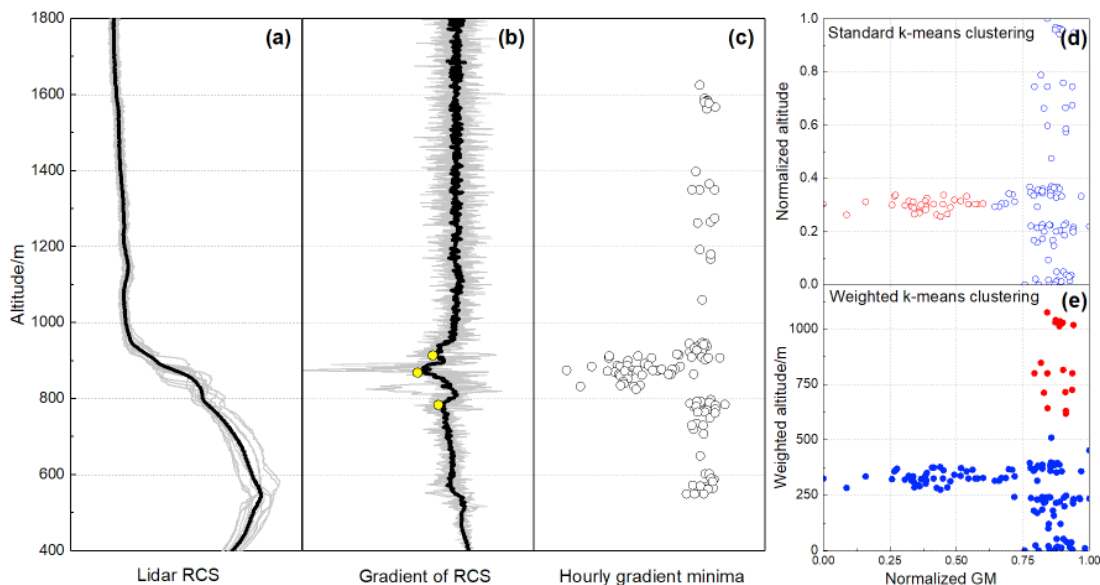 1800
1600
1400
1200
1000
800
600
400
Altitude/m
(a)
Lidar RCS
(b)
Gradient of RCS
(c)
Hourly gradient minima
1.0
0.8
0.6
0.4
0.2
0.0
Normalized altitude
Standard k-means clustering
(d)
1000
750
500
250
0
Weighted altitude/m
Weighted k-means clustering
(e)
0.00
0.25
0.50
0.75
1.00
Normalized GM